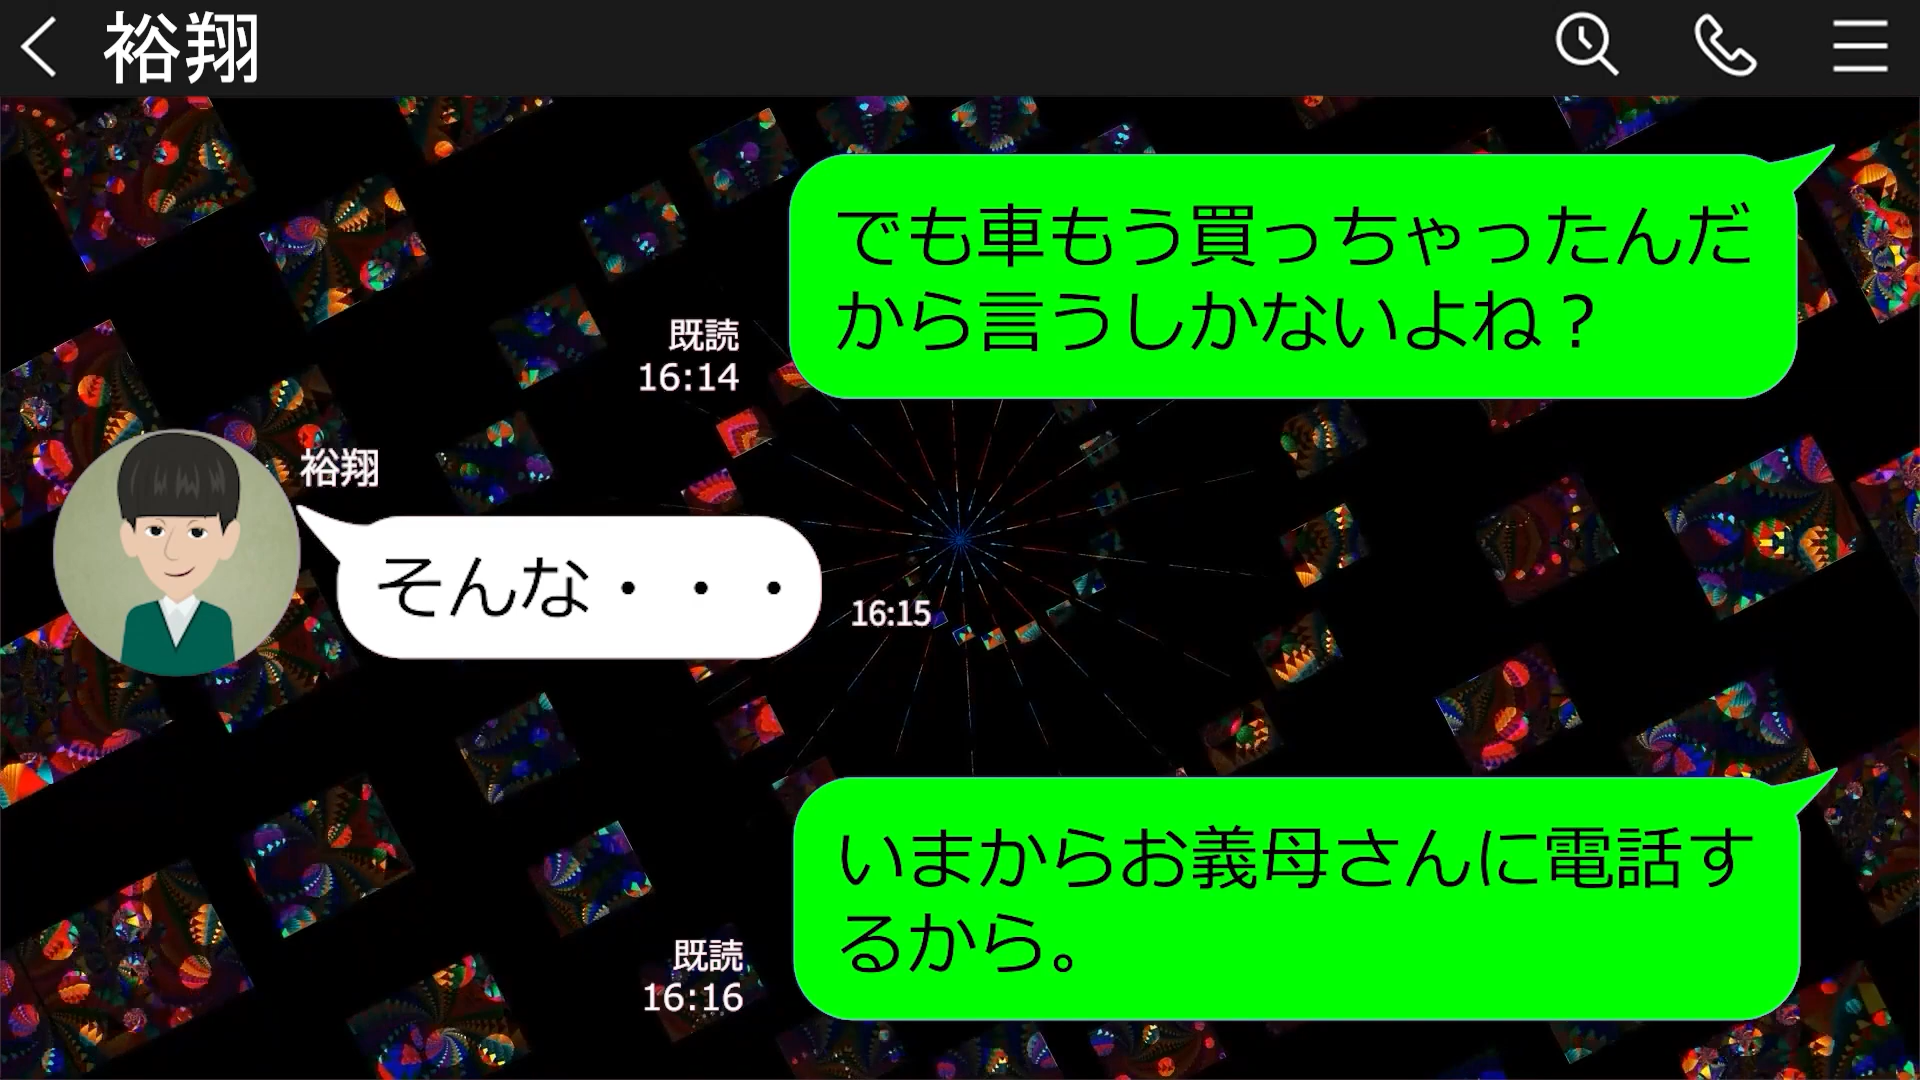 裕翔
でも車もう買っちゃったんだ
から言うしかないよね？
既読
16:14
裕翔
そんな・・・
16:15
いまからお義母さんに電話す
るから。
既読
16:16